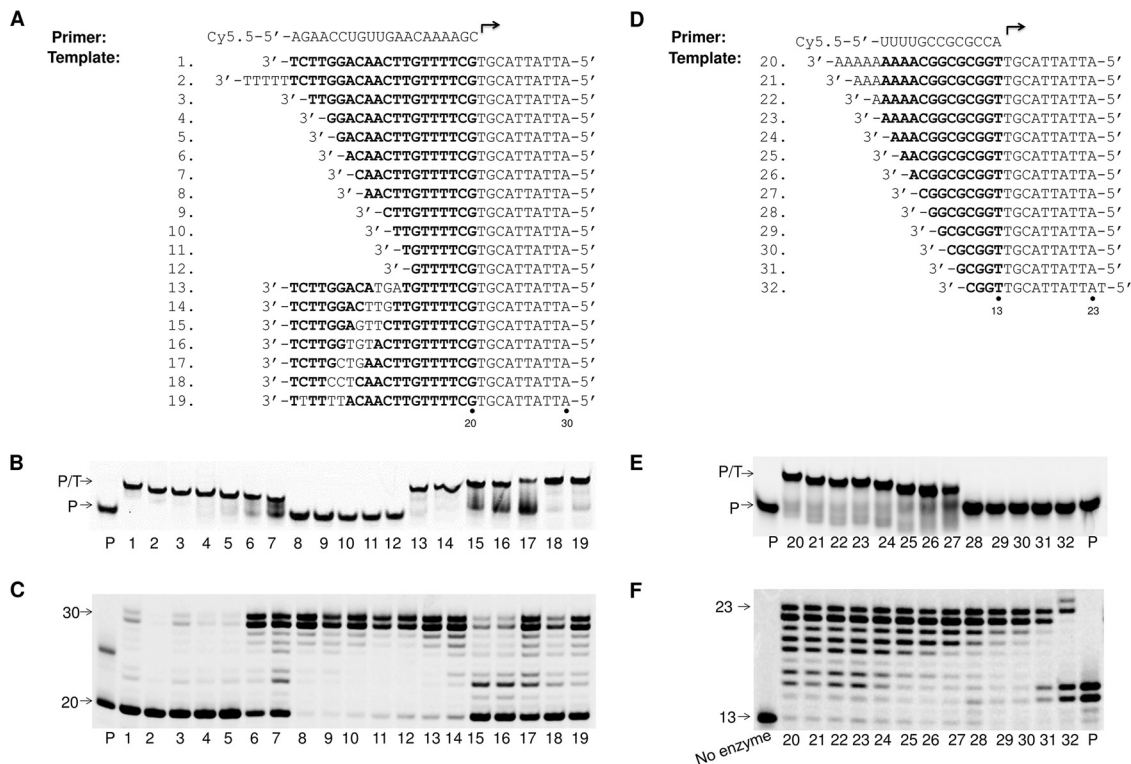 A
Primer: Cy5.5-5’-AGAACCUGUUGAACAAAAGC
Template:
1. 3’-TCTTGGACAACTTGTTTTCGTGCATTATTA-5’
2. 3’-TTTTTTCTTGGACAACTTGTTTTCGTGCATTATTA-5’
3. 3’-TTGGACAACTTGTTTTCGTGCATTATTA-5’
4. 3’-GGACAACTTGTTTTCGTGCATTATTA-5’
5. 3’-GACAACTTGTTTTCGTGCATTATTA-5’
6. 3’-ACAACTTGTTTTCGTGCATTATTA-5’
7. 3’-CAACTTGTTTTCGTGCATTATTA-5’
8. 3’-AACTTGTTTTCGTGCATTATTA-5’
9. 3’-CTTGTTTTCGTGCATTATTA-5’
10. 3’-TTGTTTTCGTGCATTATTA-5’
11. 3’-TGTTTTCGTGCATTATTA-5’
12. 3’-GTTTTCGTGCATTATTA-5’
13. 3’-TCTTGGACATGATGTTTTCGTGCATTATTA-5’
14. 3’-TCTTGGACTTGTTGTTTTCGTGCATTATTA-5’
15. 3’-TCTTGGAGTTCTTGTTTTCGTGCATTATTA-5’
16. 3’-TCTTGGTGTACTTGTTTTCGTGCATTATTA-5’
17. 3’-TCTTGCTGAACTTGTTTTCGTGCATTATTA-5’
18. 3’-TCTTCCTCAACTTGTTTTCGTGCATTATTA-5’
19. 3’-TTTTTTACAACTTGTTTTCGTGCATTATTA-5’
20 30
B
P/T
P
P 1 2 3 4 5 6 7 8 9 10 11 12 13 14 15 16 17 18 19
C
30
20
P 1 2 3 4 5 6 7 8 9 10 11 12 13 14 15 16 17 18 19
D
Primer: Cy5.5-5’-UUUUGCCGCGCCA
Template:
20. 3’-AAAAAAAAACGGCGCGGTTGCATTATTA-5’
21. 3’-AAAAAAACGGCGCGGTTGCATTATTA-5’
22. 3’-AAAAACGGCGCGGTTGCATTATTA-5’
23. 3’-AAAACGGCGCGGTTGCATTATTA-5’
24. 3’-AAACGGCGCGGTTGCATTATTA-5’
25. 3’-AACGGCGCGGTTGCATTATTA-5’
26. 3’-ACGGCGCGGTTGCATTATTA-5’
27. 3’-CGGCGCGGTTGCATTATTA-5’
28. 3’-GGCGCGGTTGCATTATTA-5’
29. 3’-GCGCGGTTGCATTATTA-5’
30. 3’-CGCGGTTGCATTATTA-5’
31. 3’-GCGGTTGCATTATTA-5’
32. 3’-CGGTTGCATTATTAT-5’
13 23
E
P/T
P
P 20 21 22 23 24 25 26 27 28 29 30 31 32 P
F
23
13
No enzyme 20 21 22 23 24 25 26 27 28 29 30 31 32 P